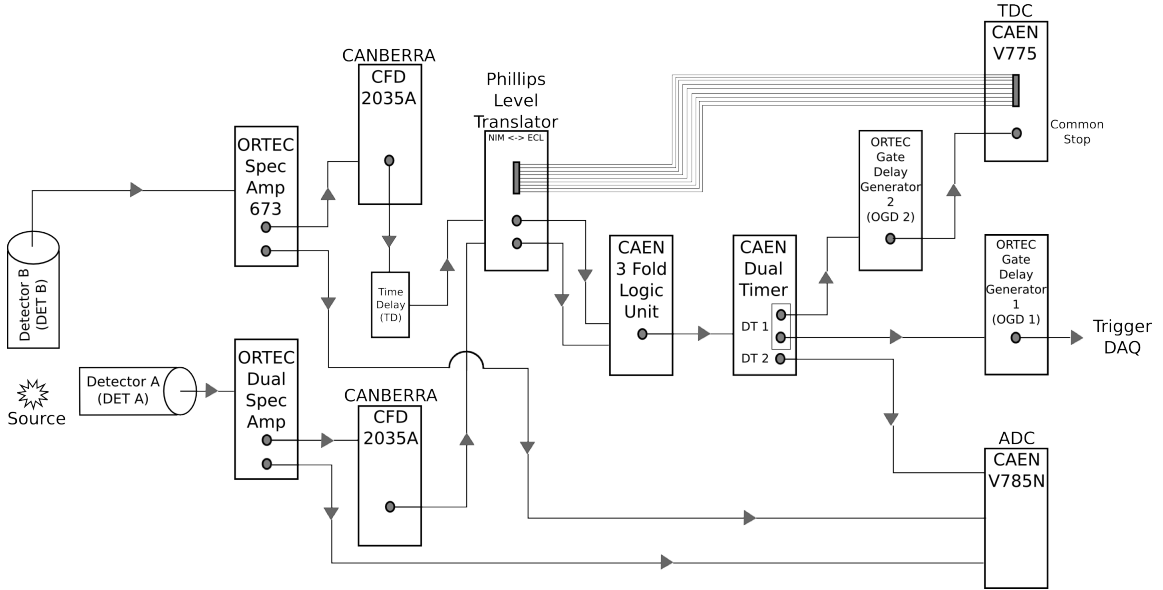 TDC
CAEN
V775
Common
Stop
CANBERRA
CFD
2035A
Phillips
Level
Translator
NIM <-> ECL
ORTEC
Spec
Amp
673
ORTEC
Gate
Delay
Generator
2
(OGD 2)
Detector B
(DET B)
Time
Delay
(TD)
CAEN
3 Fold
Logic
Unit
CAEN
Dual
Timer
DT 1
DT 2
ORTEC
Gate
Delay
Generator
1
(OGD 1)
Trigger
DAQ
Source
Detector A
(DET A)
ORTEC
Dual
Spec
Amp
CANBERRA
CFD
2035A
ADC
CAEN
V785N